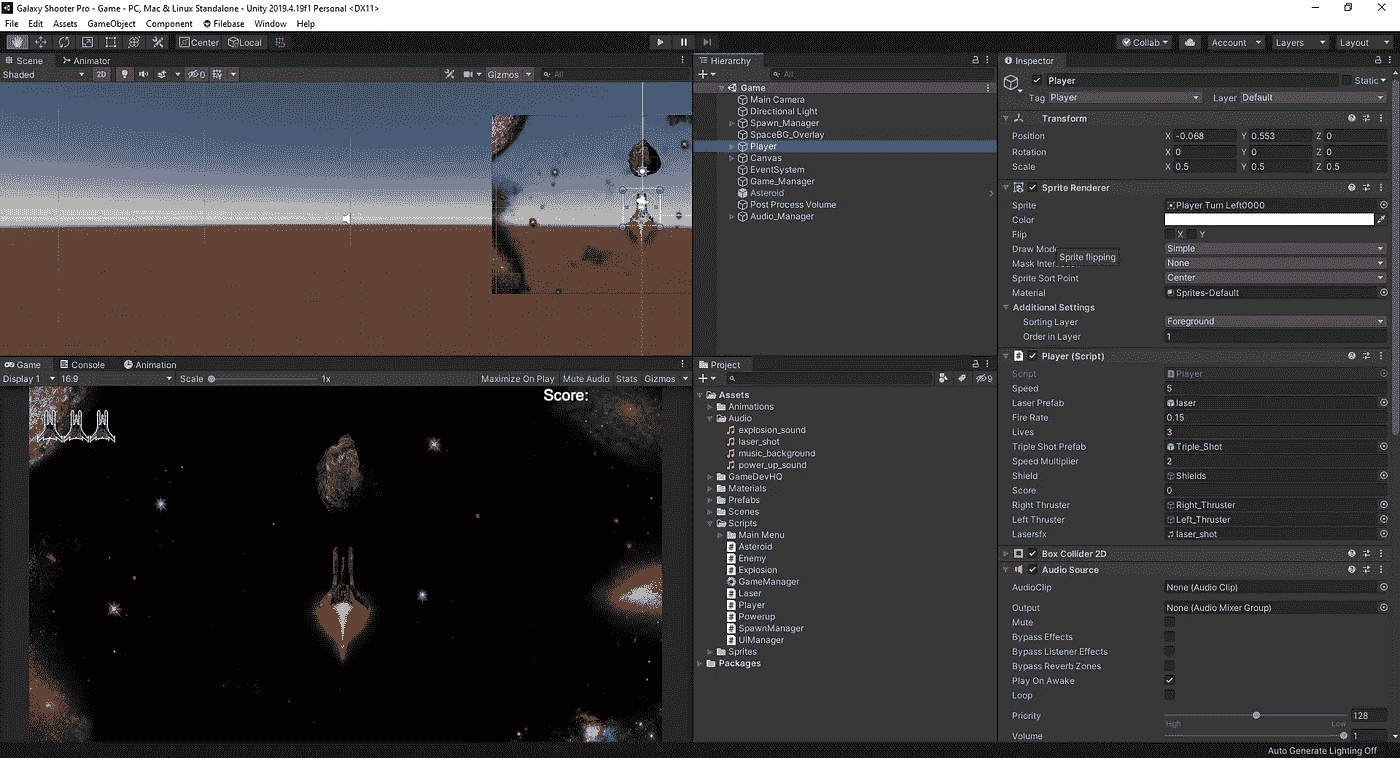 Galaxy Shooter Pro - Game - PC, Mac & Linux Standalone - Unity 2019.4.19f1 Personal <DX11>
File Edit Assets GameObject Component Filebase Window Help
Center Local Collab Account Layers Layout
Scene Animator
Shaded 2D 0 Gizmos All
Hierarchy
All
Game
Main Camera
Directional Light
Spawn_Manager
SpaceBG_Overlay
Player
Canvas
EventSystem
Game_Manager
Asteroid
Post Process Volume
Audio_Manager
Game Console Animation
Display 1 16:9 Scale 1x Maximize On Play Mute Audio Stats Gizmos
Score:
Project
9
Assets
Animations
Audio
explosion_sound
laser_shot
music_background
power_up_sound
GameDevHQ
Materials
Prefabs
Scenes
Scripts
Main Menu
Asteroid
Enemy
Explosion
GameManager
Laser
Player
Powerup
SpawnManager
UIManager
Sprites
Packages
Inspector
Player Static
Tag Player Layer Default
Transform
Position X -0.068 Y 0.553 Z 0
Rotation X 0 Y 0 Z 0
Scale X 0.5 Y 0.5 Z 0.5
Sprite Renderer
Sprite Player Turn Left0000
Color
Flip X Y
Draw Mode Simple
Sprite flipping
Mask None
Sprite Sort Point Center
Material Sprites-Default
Additional Settings
Sorting Layer Foreground
Order in Layer 1
Player (Script)
Script Player
Speed 5
Laser Prefab laser
Fire Rate 0.15
Lives 3
Triple Shot Prefab Triple_Shot
Speed Multiplier 2
Shield Shields
Score 0
Right Thruster Right_Thruster
Left Thruster Left_Thruster
Lasersfx laser_shot
Box Collider 2D
Audio Source
AudioClip None (Audio Clip)
Output None (Audio Mixer Group)
Mute
Bypass Effects
Bypass Listener Effects
Bypass Reverb Zones
Play On Awake
Loop
Priority 128
High Low
Volume 1
Auto Generate Lighting Off